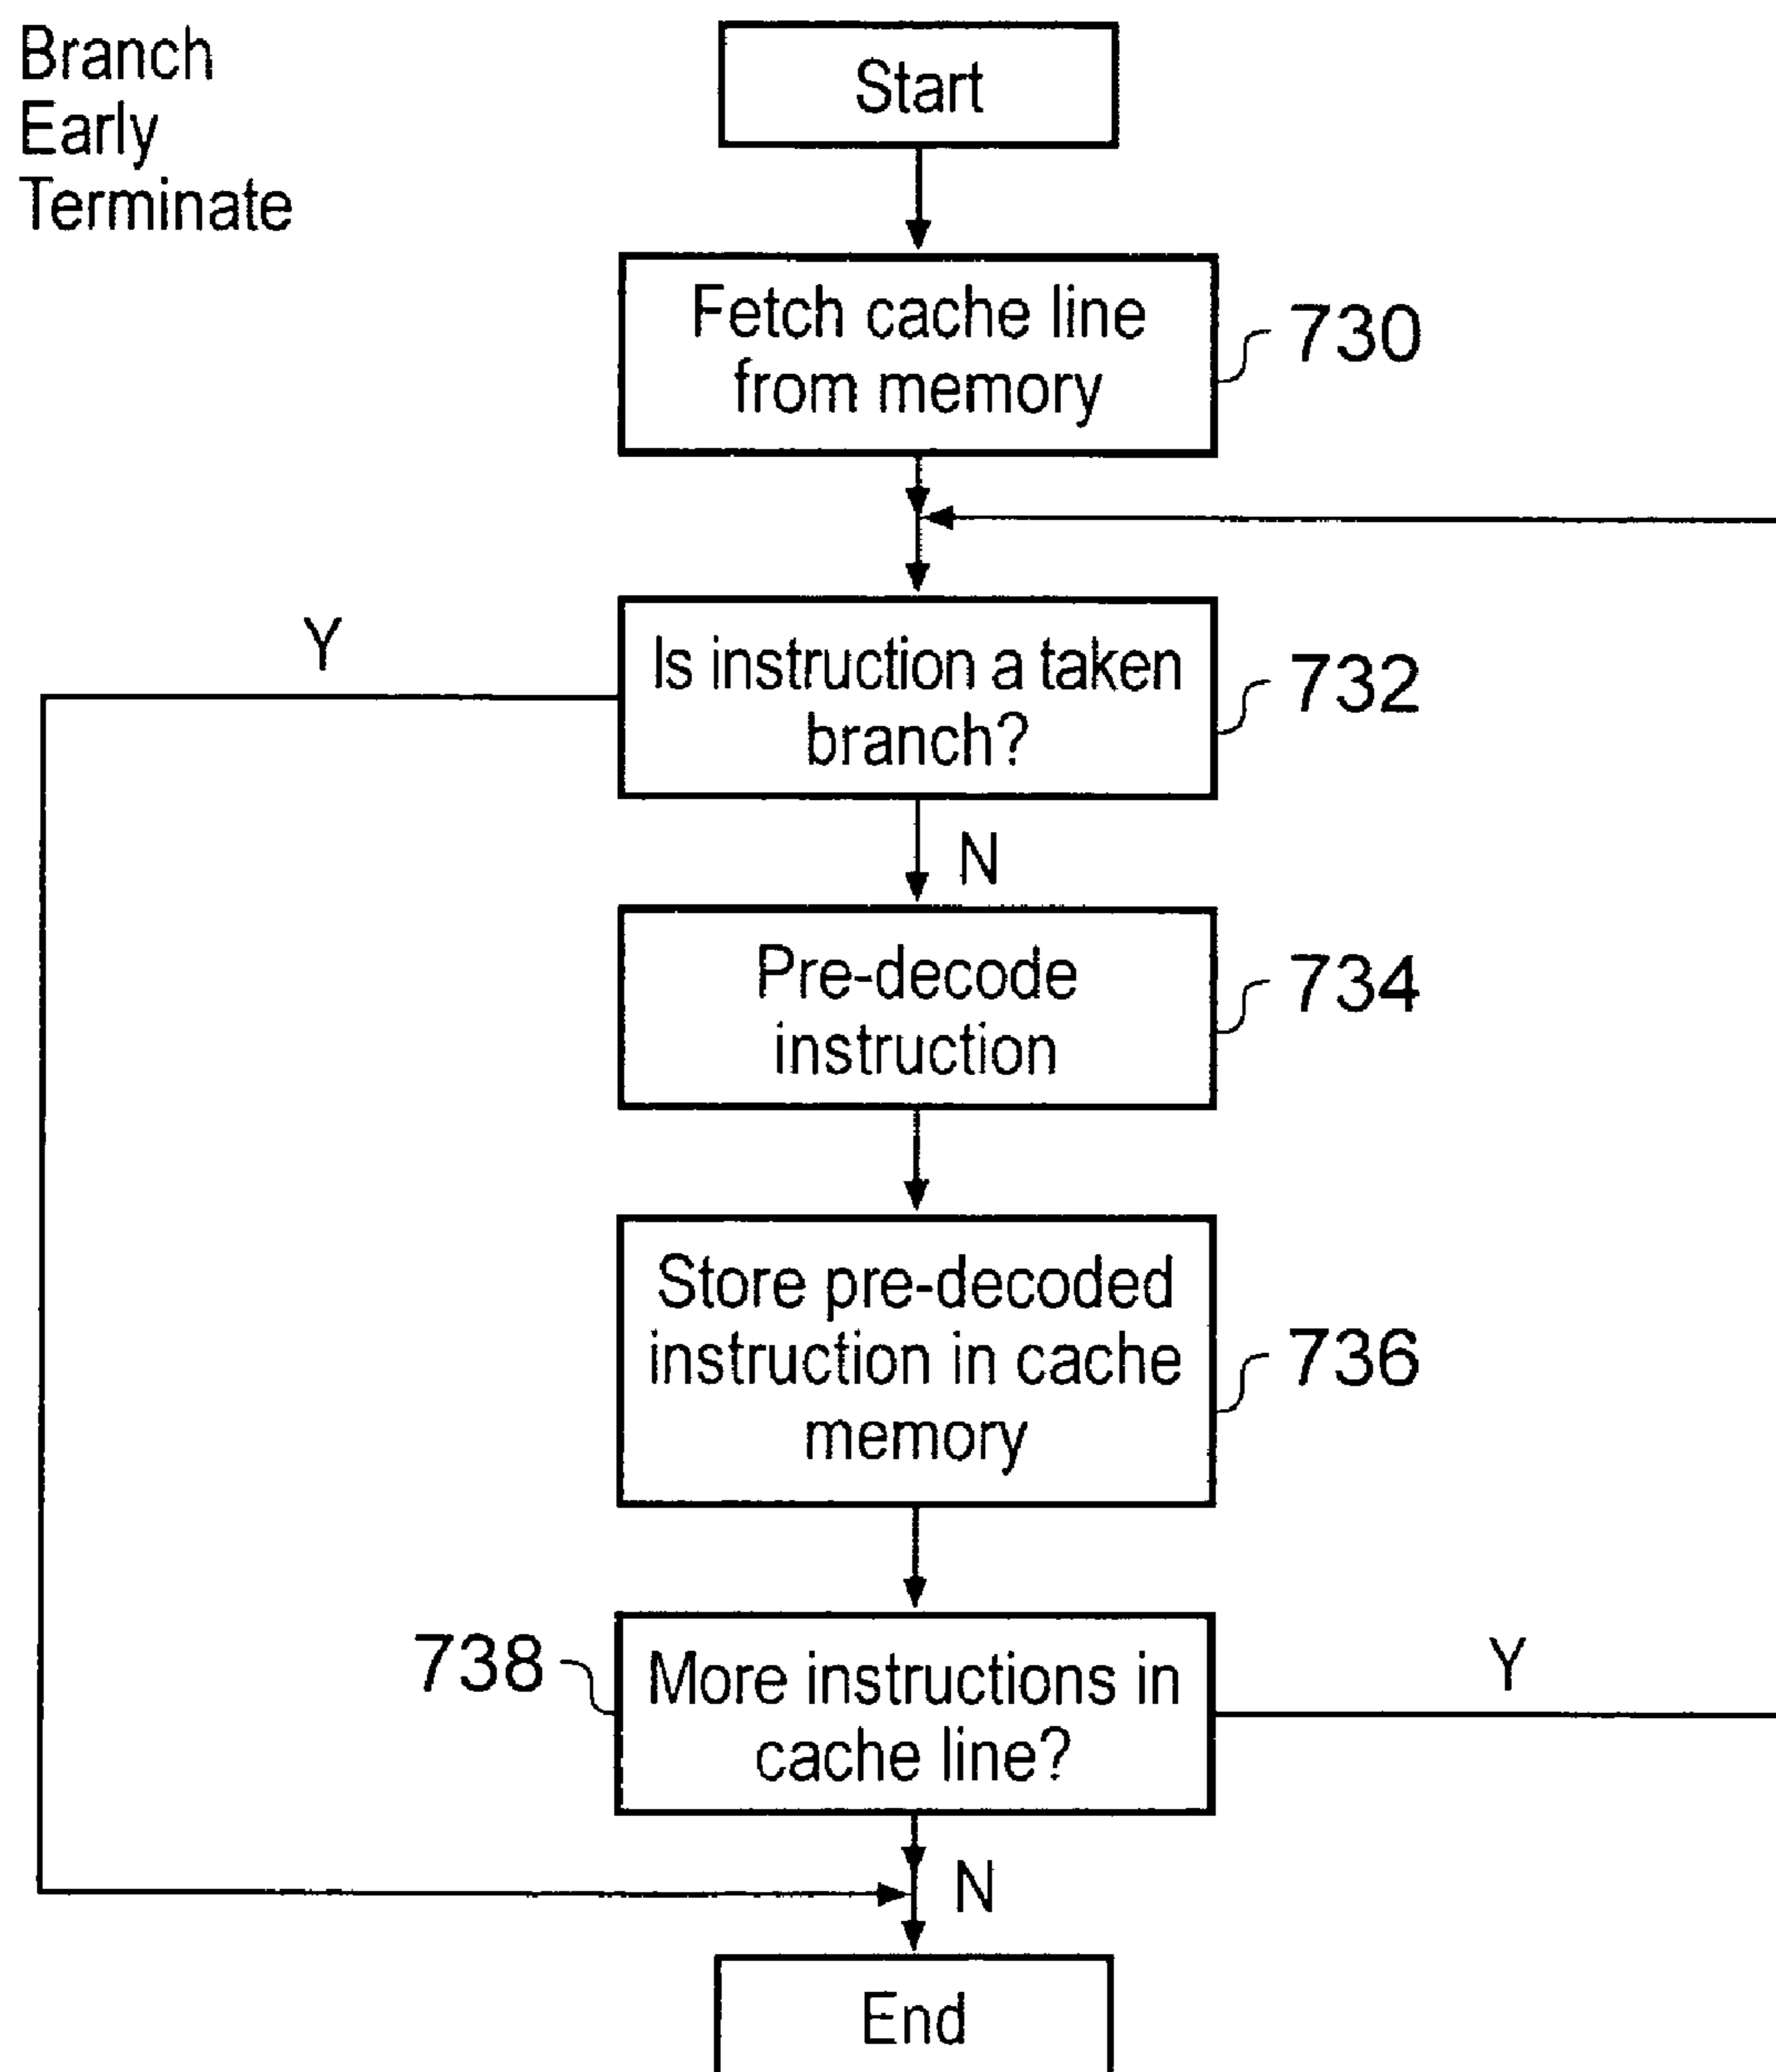 Branch
Early
Terminate
Start
Fetch cache line
from memory
730
Y
Is instruction a taken
branch?
732
N
Pre-decode
instruction
734
Store pre-decoded
instruction in cache
memory
736
738
More instructions in
cache line?
Y
N
End